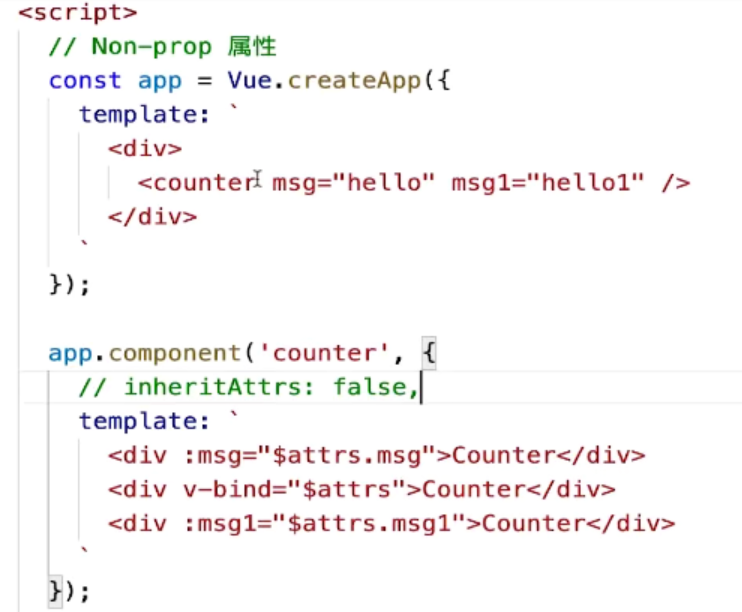 <script>
// Non-prop 属性
const app = Vue.createApp({
template: `
<div>
<counter msg="hello" msg1="hello1" />
</div>
`
});
app.component('counter', {
// inheritAttrs: false,
template: `
<div :msg="$attrs.msg">Counter</div>
<div v-bind="$attrs">Counter</div>
<div :msg1="$attrs.msg1">Counter</div>
`
});